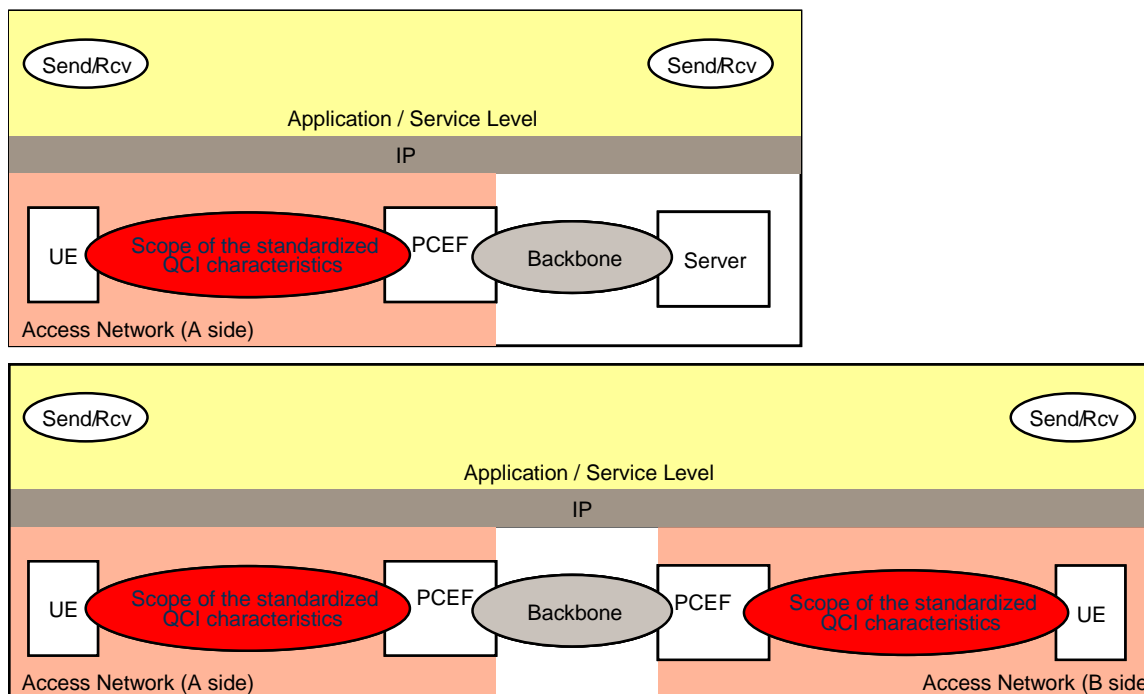 Send/Rcv
Send/Rcv
Application / Service Level
IP
UE
Scope of the standardized
QCI characteristics
PCEF
Backbone
Server
Access Network (A side)
Send/Rcv
Send/Rcv
Application / Service Level
IP
UE
Scope of the standardized
QCI characteristics
PCEF
Backbone
PCEF
Scope of the standardized
QCI characteristics
UE
Access Network (A side)
Access Network (B side